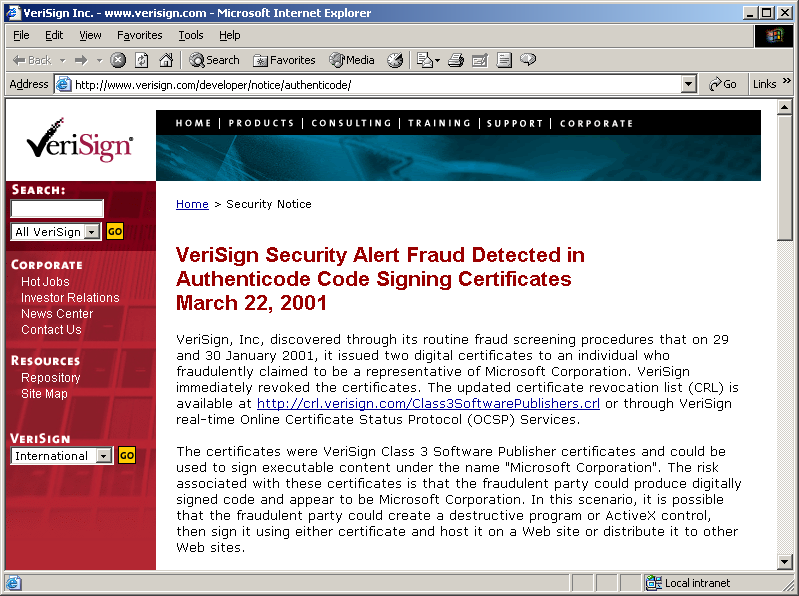 VeriSign Inc. - www.verisign.com - Microsoft Internet Explorer
File Edit View Favorites Tools Help
Back Search Favorites Media
Address http://www.verisign.com/developer/notice/authenticode/ Go Links »
VeriSign®
HOME | PRODUCTS | CONSULTING | TRAINING | SUPPORT | CORPORATE
SEARCH:
All VeriSign GO
CORPORATE
Hot Jobs
Investor Relations
News Center
Contact Us
RESOURCES
Repository
Site Map
VERISIGN
International GO
Home > Security Notice
VeriSign Security Alert Fraud Detected in
Authenticode Code Signing Certificates
March 22, 2001
VeriSign, Inc, discovered through its routine fraud screening procedures that on 29
and 30 January 2001, it issued two digital certificates to an individual who
fraudulently claimed to be a representative of Microsoft Corporation. VeriSign
immediately revoked the certificates. The updated certificate revocation list (CRL) is
available at http://crl.verisign.com/Class3SoftwarePublishers.crl or through VeriSign
real-time Online Certificate Status Protocol (OCSP) Services.
The certificates were VeriSign Class 3 Software Publisher certificates and could be
used to sign executable content under the name "Microsoft Corporation". The risk
associated with these certificates is that the fraudulent party could produce digitally
signed code and appear to be Microsoft Corporation. In this scenario, it is possible
that the fraudulent party could create a destructive program or ActiveX control,
then sign it using either certificate and host it on a Web site or distribute it to other
Web sites.
Local intranet